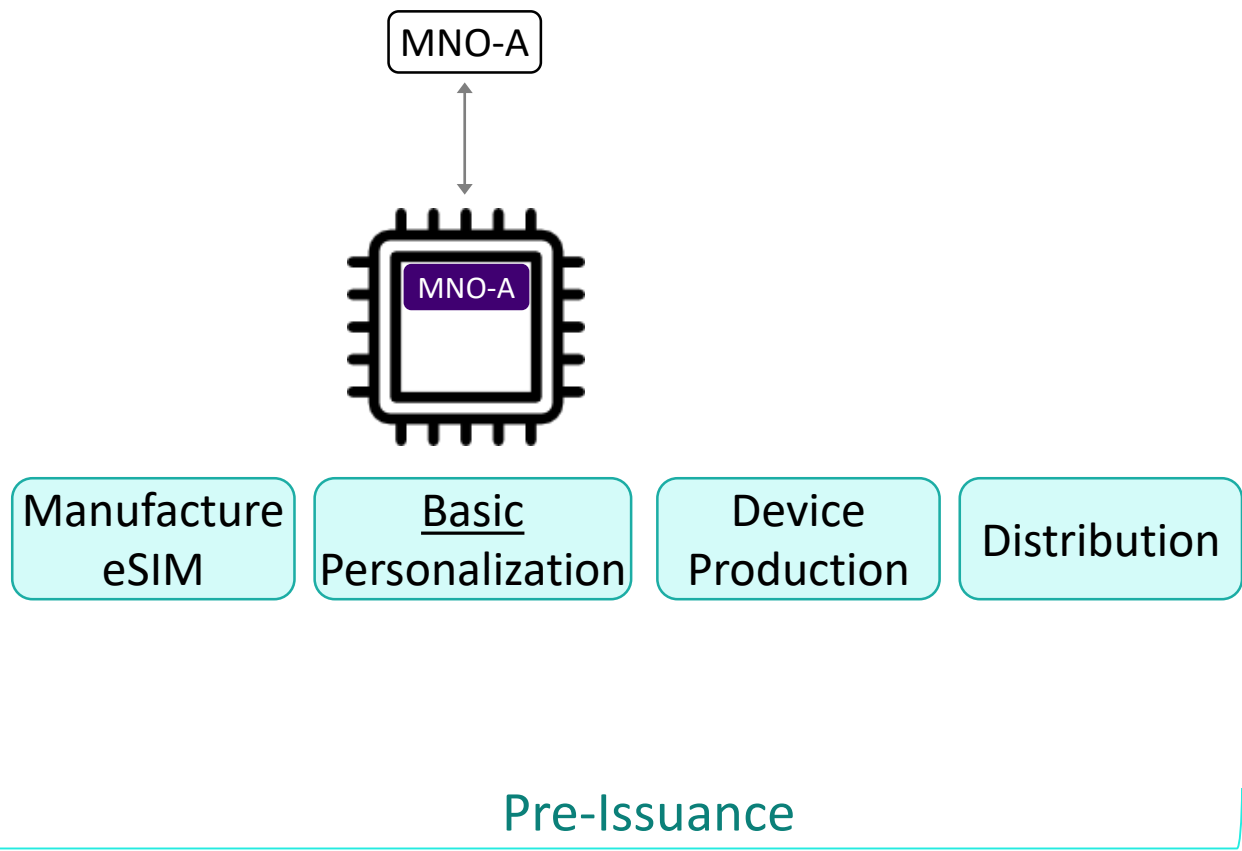 MNO-A
MNO-A
Manufacture
eSIM
Basic
Personalization
Device
Production
Distribution
Pre-Issuance